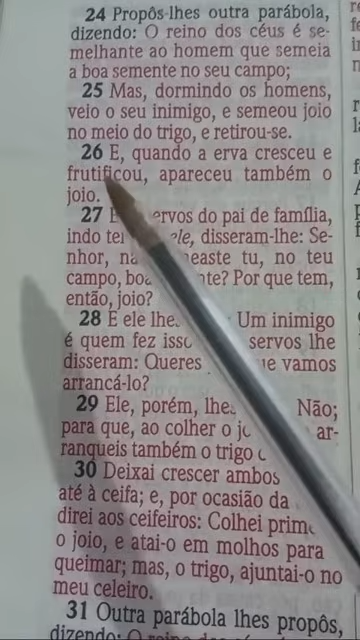 24 Propôs-lhes outra parábola,
dizendo: O reino dos céus é se-
melhante ao homem que semeia
a boa semente no seu campo;
25 Mas, dormindo os homens,
veio o seu inimigo, e semeou joio
no meio do trigo, e retirou-se.
26 E, quando a erva cresceu e
frutificou, apareceu também o
joio.
27 ervos do pai de família,
indo ele, disseram-lhe: Se-
nhor, easte tu, no teu
campo, te? Por que tem,
então, joio?
28 E ele lhe Um inimigo
é quem fez servos lhe
disseram: Queres vamos
arrancá-lo?
29 Ele, porém, Não;
para que, ao colher o ar-
ranqueis também o trigo
30 Deixai crescer ambos
até à ceifa; e, por ocasião da
direi aos ceifeiros: Colhei
o joio, e atai-o em molhos para
queimar; mas, o trigo, ajuntai-o no
meu celeiro.
31 Outra parábola lhes propôs,
dizendo: O